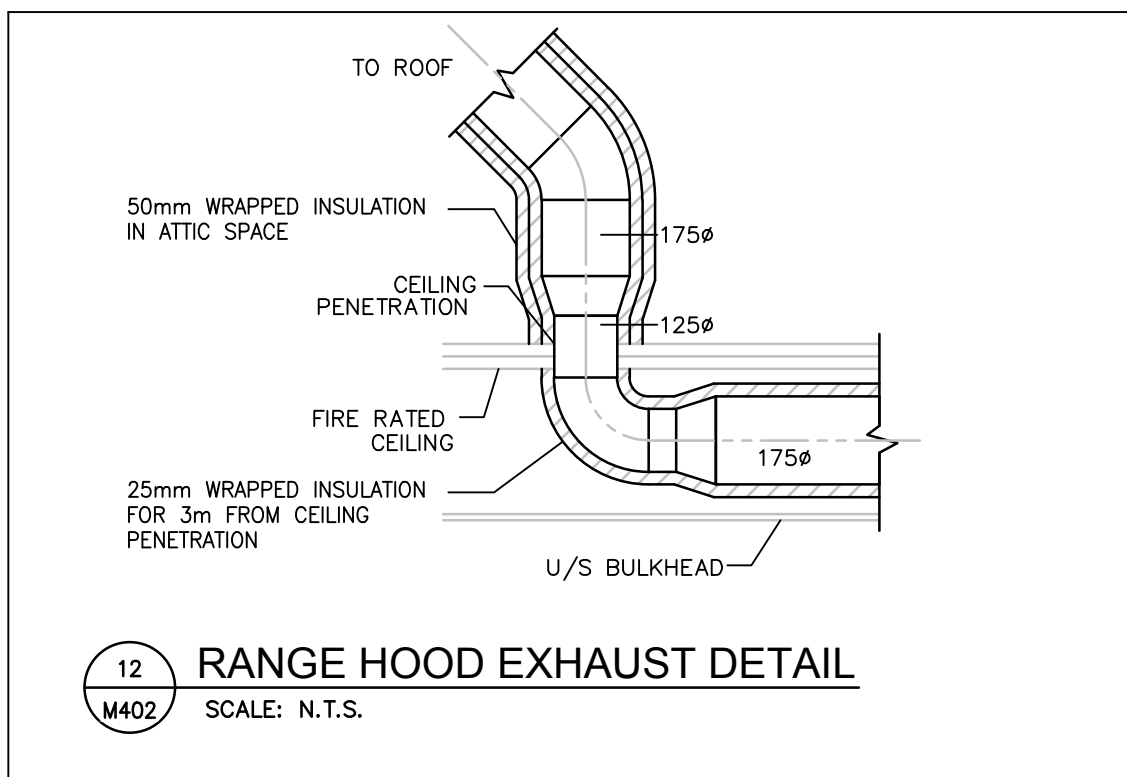 TO ROOF
50mm WRAPPED INSULATION
IN ATTIC SPACE
175ø
CEILING
PENETRATION
125ø
FIRE RATED
CEILING
175ø
25mm WRAPPED INSULATION
FOR 3m FROM CEILING
PENETRATION
U/S BULKHEAD
12
M402
RANGE HOOD EXHAUST DETAIL
SCALE: N.T.S.